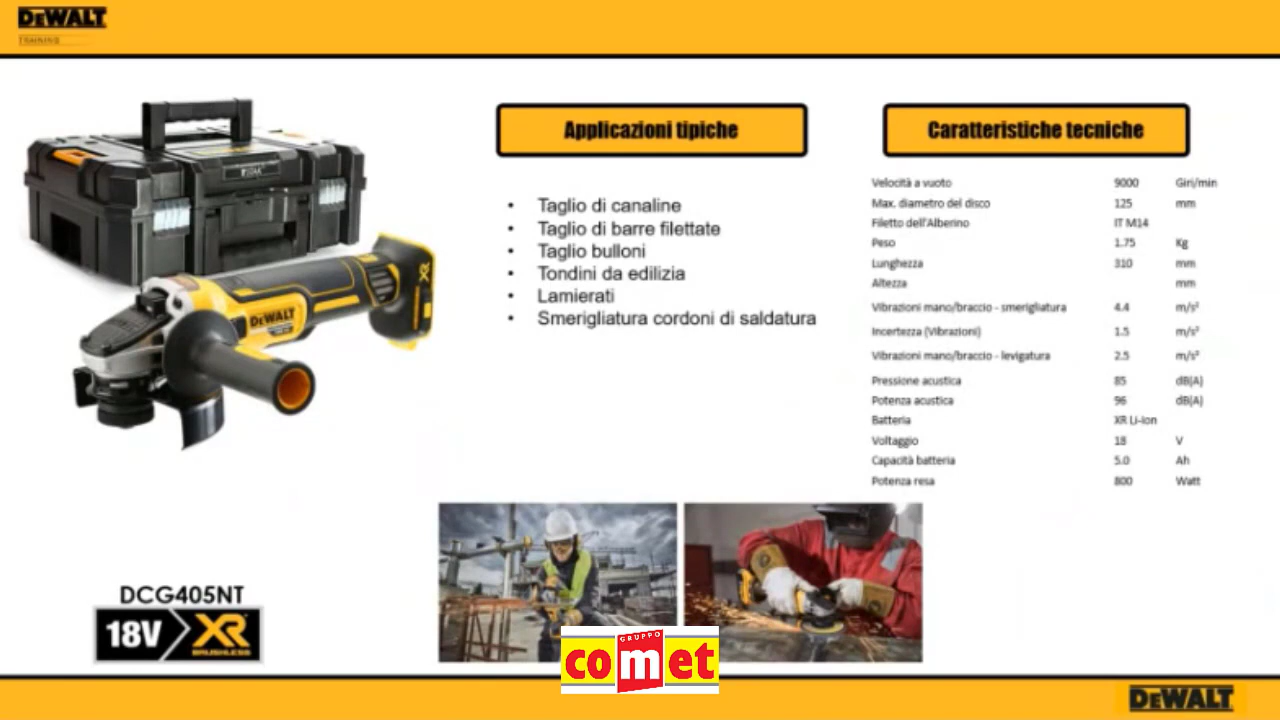 DEWALT
TRAINING
Applicazioni tipiche
Taglio di canaline
Taglio di barre filettate
Taglio bulloni
Tondini da edilizia
Lamierati
Smerigliatura cordoni di saldatura
Caratteristiche tecniche
Velocità a vuoto 9000 Giri/min
Max. diametro del disco 125 mm
Filetto dell'Alberino IT M14
Peso 1.75 Kg
Lunghezza 310 mm
Altezza mm
Vibrazioni mano/braccio - smerigliatura 4.4 m/s²
Incertezza (Vibrazioni) 1.5 m/s²
Vibrazioni mano/braccio - levigatura 2.5 m/s²
Pressione acustica 85 dB(A)
Potenza acustica 96 dB(A)
Batteria XR Li-ion
Voltaggio 18 V
Capacità batteria 5.0 Ah
Potenza resa 800 Watt
TSTAK
XR
DEWALT
DCG405NT
18V XR
BRUSHLESS
GRUPPO
comet
DEWALT